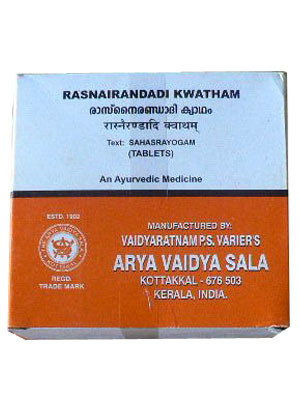 RASNAIRANDADI KWATHAM
രാസ്നൈരണ്ഡാദി ക്വാഥം
रास्नैरण्डादि क्वाथम्
Text: SAHASRAYOGAM
(TABLETS)
An Ayurvedic Medicine
ESTD. 1902
KOTTAKKAL
REGD.
TRADE MARK
MANUFACTURED BY:
VAIDYARATNAM P.S. VARIER'S
ARYA VAIDYA SALA
KOTTAKKAL - 676 503
KERALA, INDIA.